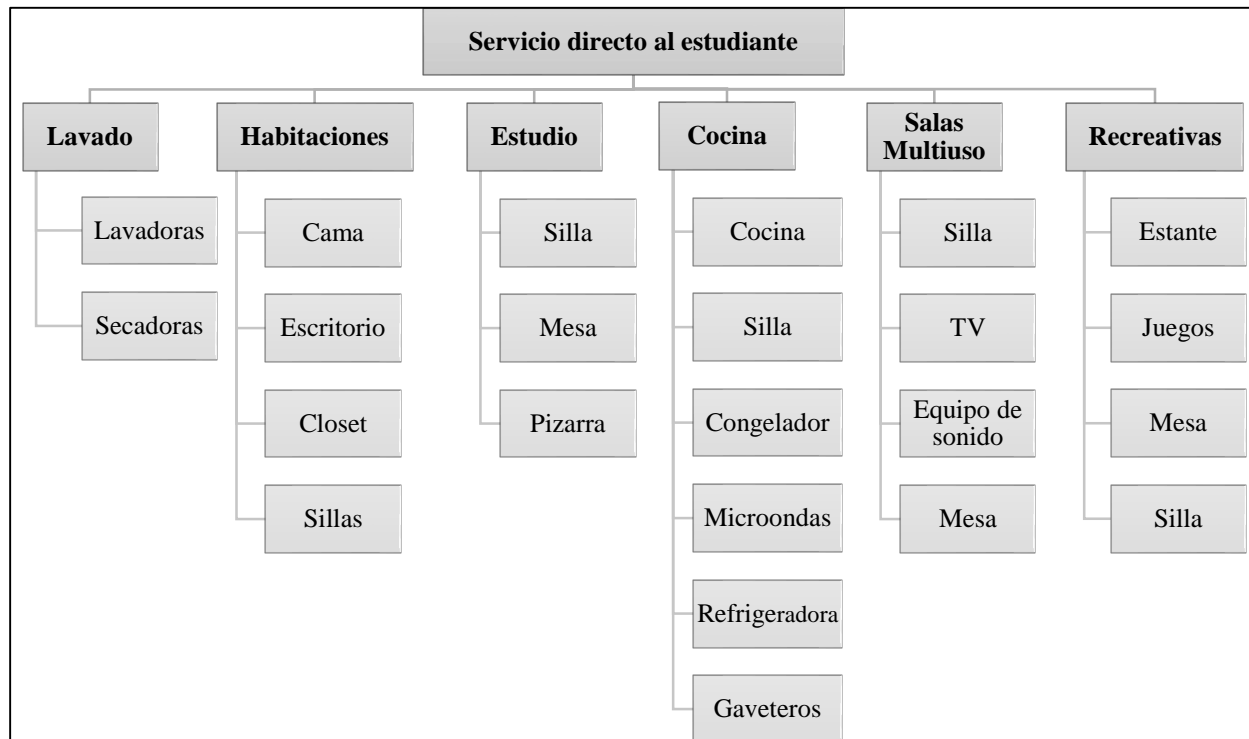 Servicio directo al estudiante
Lavado
Lavadoras
Secadoras
Habitaciones
Cama
Escritorio
Closet
Sillas
Estudio
Silla
Mesa
Pizarra
Cocina
Cocina
Silla
Congelador
Microondas
Refrigeradora
Gaveteros
Salas
Multiuso
Silla
TV
Equipo de
sonido
Mesa
Recreativas
Estante
Juegos
Mesa
Silla